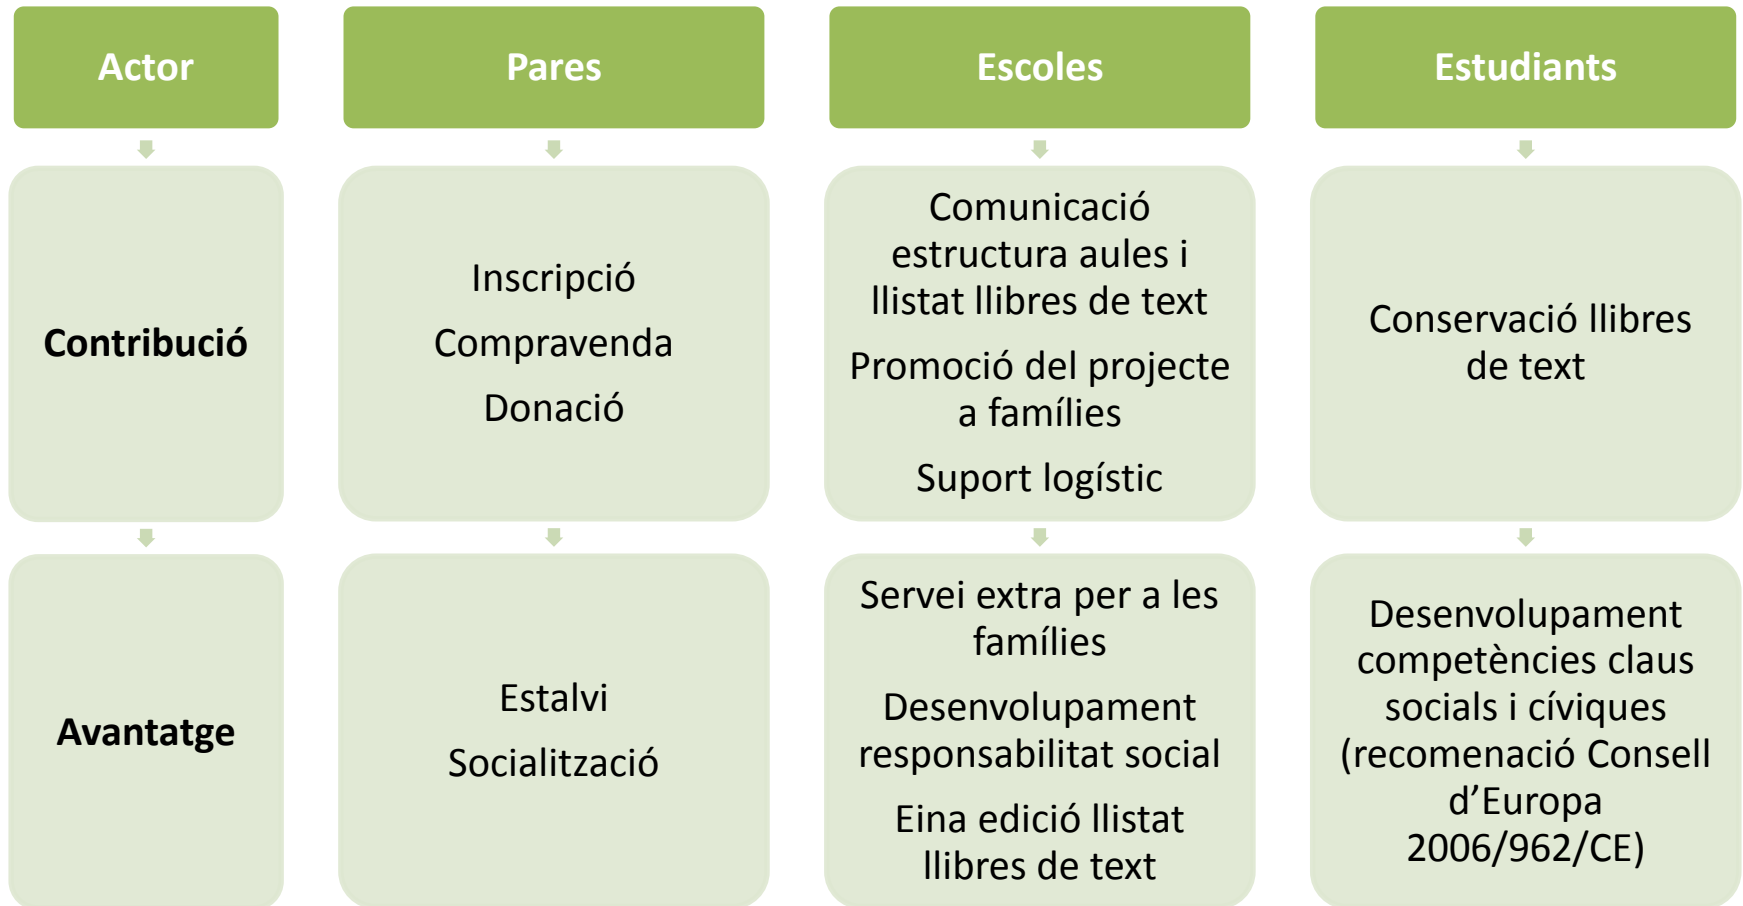 Actor
Pares
Escoles
Estudiants
Contribució
Inscripció
Compravenda
Donació
Comunicació
estructura aules i
llistat llibres de text
Promoció del projecte
a famílies
Suport logístic
Conservació llibres
de text
Avantatge
Estalvi
Socialització
Servei extra per a les
famílies
Desenvolupament
responsabilitat social
Eina edició llistat
llibres de text
Desenvolupament
competències claus
socials i cíviques
(recomenació Consell
d’Europa
2006/962/CE)